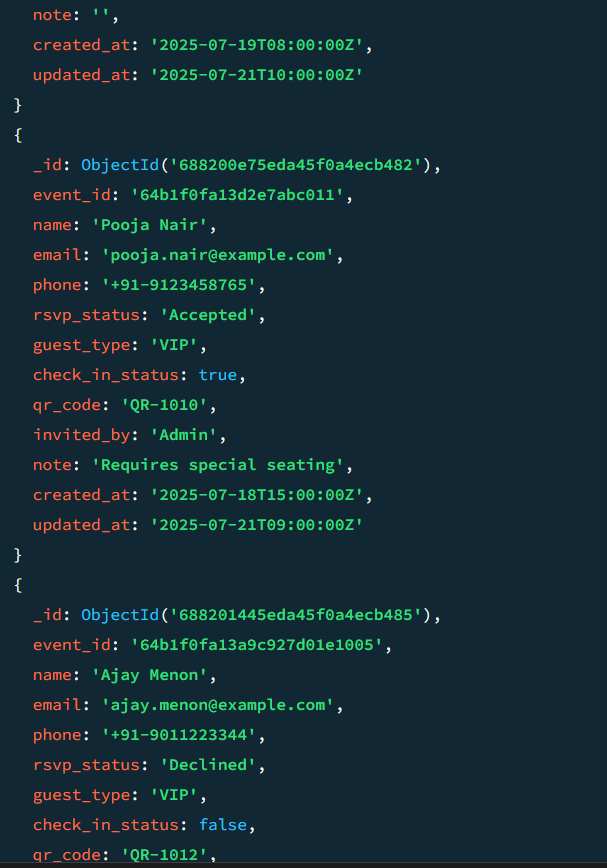 note: '',
created_at: '2025-07-19T08:00:00Z',
updated_at: '2025-07-21T10:00:00Z'
}
{
_id: ObjectId('688200e75eda45f0a4ecb482'),
event_id: '64b1f0fa13d2e7abc011',
name: 'Pooja Nair',
email: 'pooja.nair@example.com',
phone: '+91-9123458765',
rsvp_status: 'Accepted',
guest_type: 'VIP',
check_in_status: true,
qr_code: 'QR-1010',
invited_by: 'Admin',
note: 'Requires special seating',
created_at: '2025-07-18T15:00:00Z',
updated_at: '2025-07-21T09:00:00Z'
}
{
_id: ObjectId('688201445eda45f0a4ecb485'),
event_id: '64b1f0fa13a9c927d01e1005',
name: 'Ajay Menon',
email: 'ajay.menon@example.com',
phone: '+91-9011223344',
rsvp_status: 'Declined',
guest_type: 'VIP',
check_in_status: false,
qr_code: 'QR-1012',